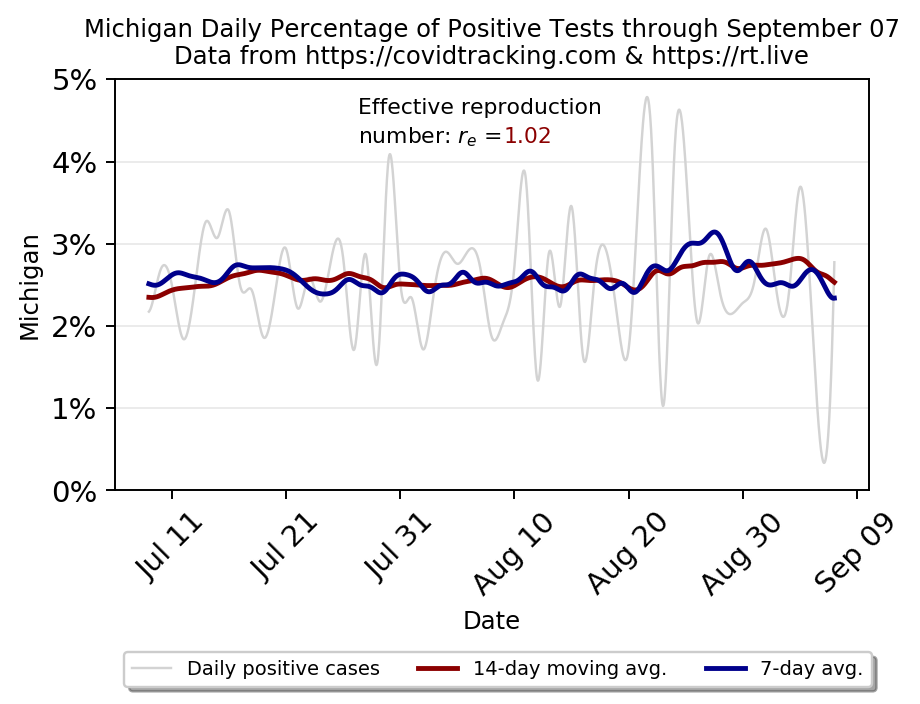 Michigan Daily Percentage of Positive Tests through September 07
Data from https://covidtracking.com & https://rt.live
5%
4%
3%
2%
1%
0%
Effective reproduction
number: rₑ =1.02
Michigan
Jul 11
Jul 21
Jul 31
Aug 10
Aug 20
Aug 30
Sep 09
Date
Daily positive cases
14-day moving avg.
7-day avg.